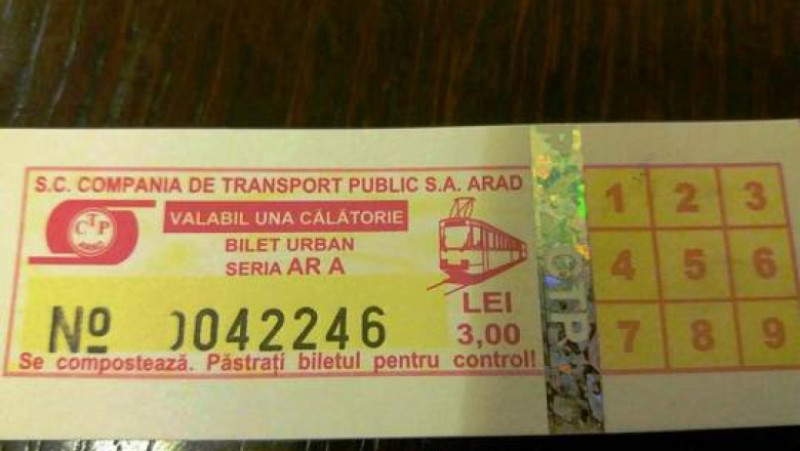 S.C. COMPANIA DE TRANSPORT PUBLIC S.A. ARAD
CTP
VALABIL UNA CĂLĂTORIE
BILET URBAN
SERIA AR A
Nº 0042246
LEI
3,00
Se compostează. Păstrați biletul pentru control!
1 2 3
4 5 6
7 8 9